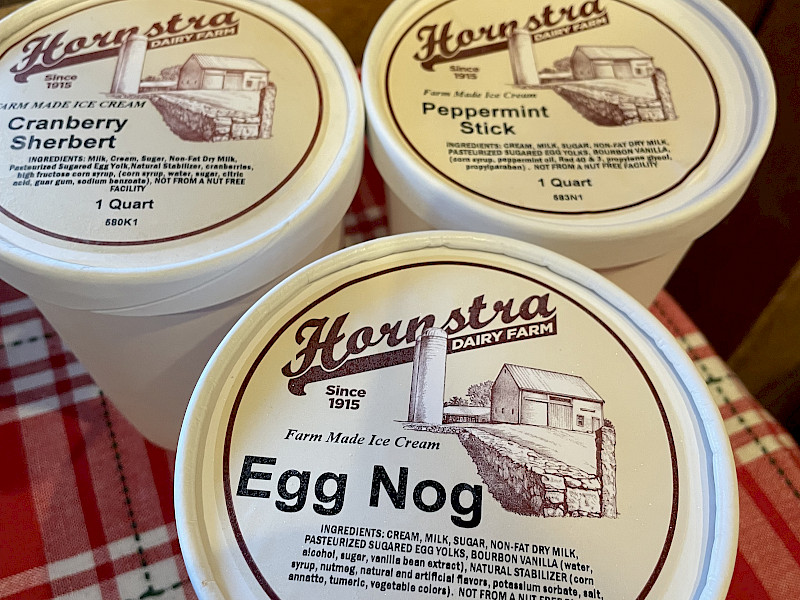 Hornstra
DAIRY FARM
Since
1915
FARM MADE ICE CREAM
Cranberry
Sherbert
INGREDIENTS: Milk, Cream, Sugar, Non-Fat Dry Milk,
Pasteurized Sugared Egg Yolk, Natural Stabilizer, cranberries,
high fructose corn syrup, (corn syrup, water, sugar, citric
acid, guar gum, sodium benzoate), NOT FROM A NUT FREE
FACILITY
1 Quart
580K1
Hornstra
DAIRY FARM
Since
1915
Farm Made Ice Cream
Peppermint
Stick
INGREDIENTS: CREAM, MILK, SUGAR, NON-FAT DRY MILK,
PASTEURIZED SUGARED EGG YOLKS, BOURBON VANILLA,
(corn syrup, peppermint oil, Red 40 & 3, propylene glycol,
propylparaben) . NOT FROM A NUT FREE FACILITY
1 Quart
583N1
Hornstra
DAIRY FARM
Since
1915
Farm Made Ice Cream
Egg Nog
INGREDIENTS: CREAM, MILK, SUGAR, NON-FAT DRY MILK,
PASTEURIZED SUGARED EGG YOLKS, BOURBON VANILLA (water,
alcohol, sugar, vanilla bean extract), NATURAL STABILIZER (corn
syrup, nutmeg, natural and artificial flavors, potassium sorbate, salt,
annatto, tumeric, vegetable colors). NOT FROM A NUT FREE